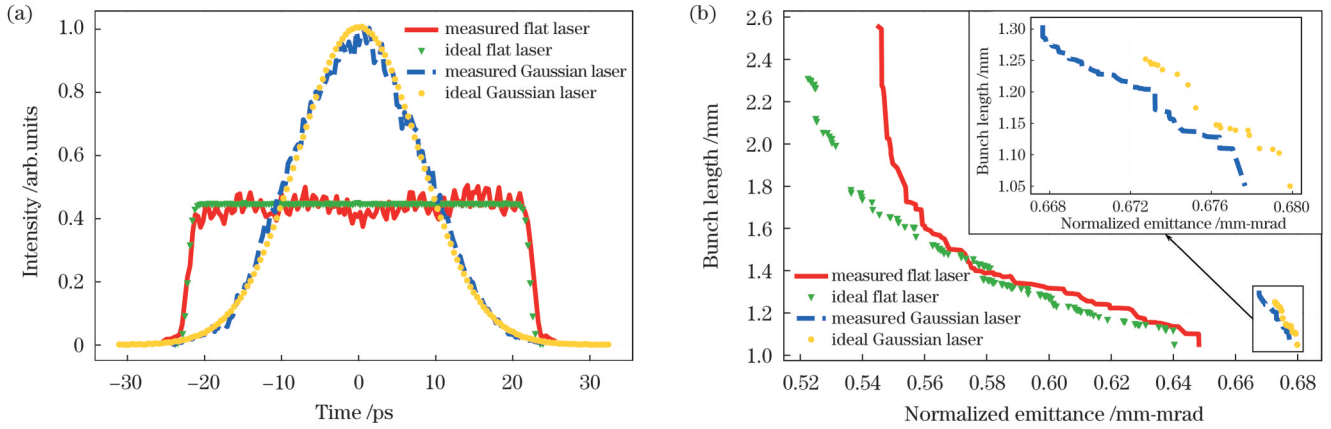 (a)
1.0
0.8
0.6
0.4
0.2
0
Intensity /arb.units
measured flat laser
ideal flat laser
measured Gaussian laser
ideal Gaussian laser
−30 −20 −10 0 10 20 30
Time /ps
(b)
2.6
2.4
2.2
2.0
1.8
1.6
1.4
1.2
1.0
Bunch length /mm
1.30
1.25
1.20
1.15
1.10
1.05
Bunch length /mm
0.668 0.672 0.676 0.680
Normalized emittance /mm-mrad
measured flat laser
ideal flat laser
measured Gaussian laser
ideal Gaussian laser
0.52 0.54 0.56 0.58 0.60 0.62 0.64 0.66 0.68
Normalized emittance /mm-mrad